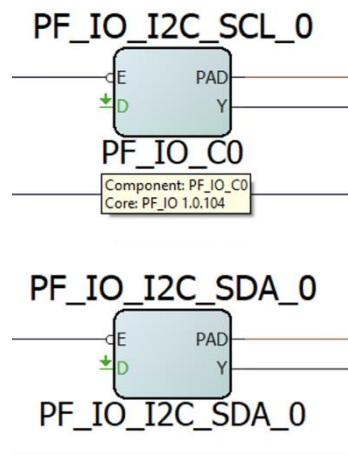 PF_IO_I2C_SCL_0
E PAD
D Y
PF_IO_C0
Component: PF_IO_C0
Core: PF_IO 1.0.104
PF_IO_I2C_SDA_0
E PAD
D Y
PF_IO_I2C_SDA_0